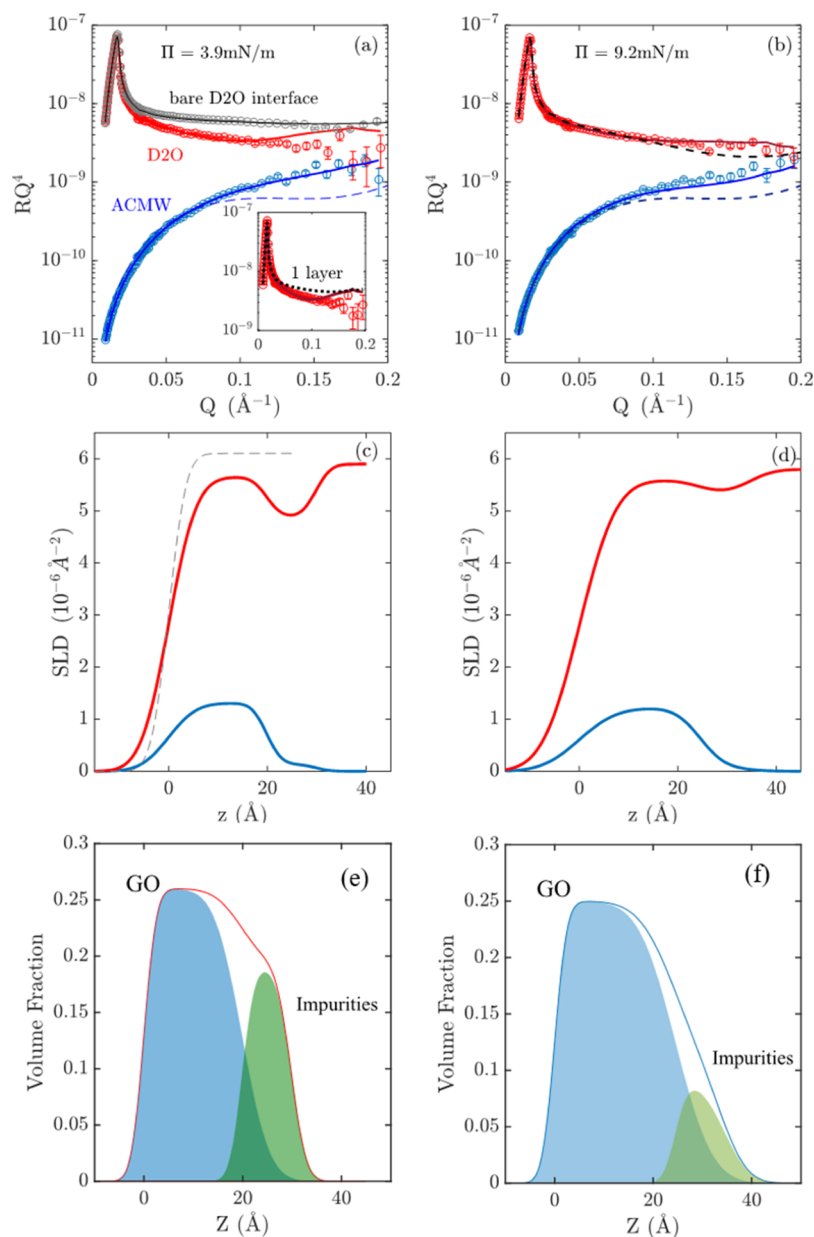 (a)
Π = 3.9mN/m
bare D2O interface
D2O
ACMW
RQ⁴
10⁻⁷
10⁻⁸
10⁻⁹
10⁻¹⁰
10⁻¹¹
10⁻⁷
10⁻⁸
10⁻⁹
1 layer
0 0.1 0.2
0 0.05 0.1 0.15 0.2
Q (Å⁻¹)
(b)
Π = 9.2mN/m
RQ⁴
10⁻⁷
10⁻⁸
10⁻⁹
10⁻¹⁰
10⁻¹¹
0 0.05 0.1 0.15 0.2
Q (Å⁻¹)
(c)
SLD (10⁻⁶ Å⁻²)
6
5
4
3
2
1
0
0 20 40
z (Å)
(d)
SLD (10⁻⁶ Å⁻²)
6
5
4
3
2
1
0
0 20 40
z (Å)
(e)
GO
Impurities
Volume Fraction
0.3
0.25
0.2
0.15
0.1
0.05
0
0 20 40
Z (Å)
(f)
GO
Impurities
Volume Fraction
0.3
0.25
0.2
0.15
0.1
0.05
0
0 20 40
Z (Å)